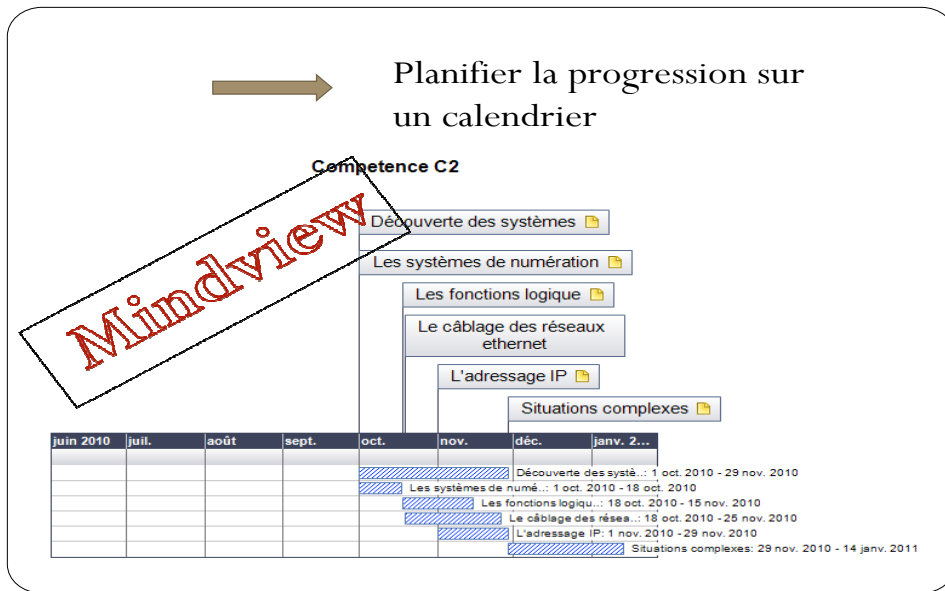 Planifier la progression sur
un calendrier
Competence C2
Mindview
Découverte des systèmes
Les systèmes de numération
Les fonctions logique
Le câblage des réseaux
ethernet
L'adressage IP
Situations complexes
juin 2010 juil. août sept. oct. nov. déc. janv. 2...
Découverte des systè..: 1 oct. 2010 - 29 nov. 2010
Les systèmes de numé..: 1 oct. 2010 - 18 oct. 2010
Les fonctions logiqu..: 18 oct. 2010 - 15 nov. 2010
Le câblage des résea..: 18 oct. 2010 - 25 nov. 2010
L'adressage IP: 1 nov. 2010 - 29 nov. 2010
Situations complexes: 29 nov. 2010 - 14 janv. 2011